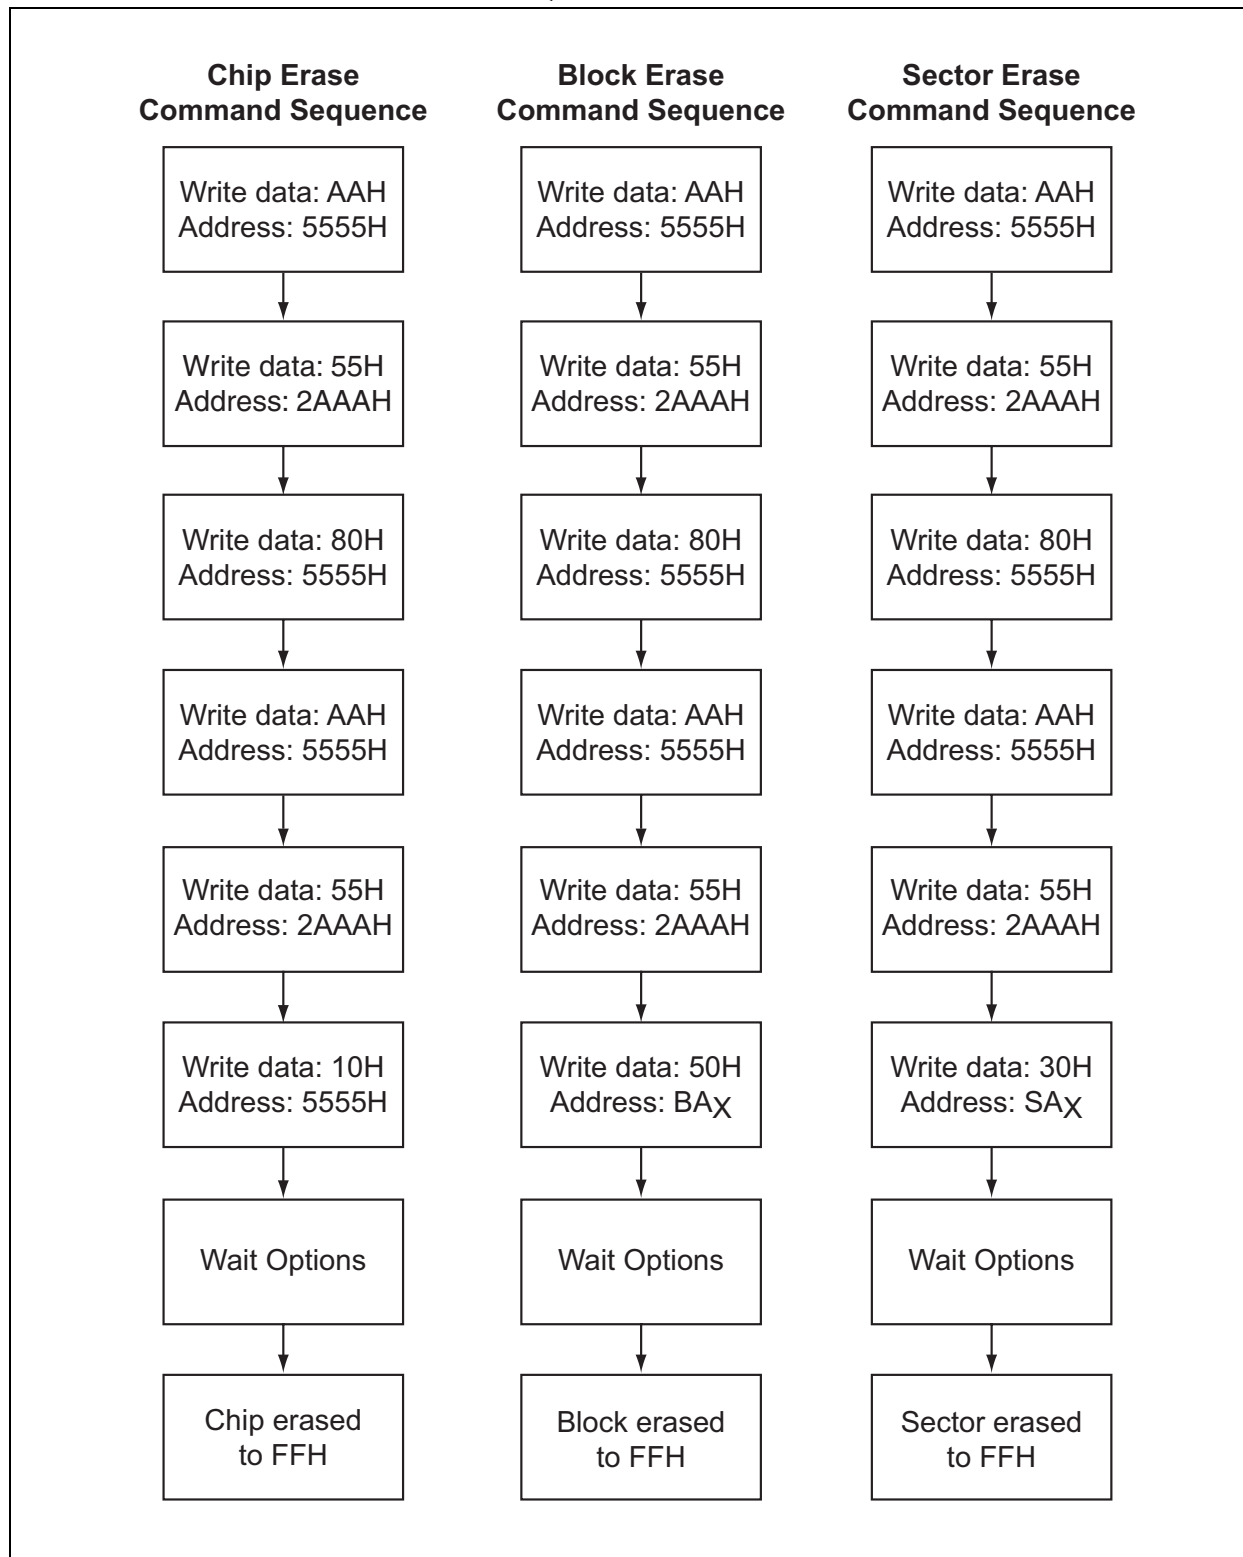 Chip Erase
Command Sequence
Write data: AAH
Address: 5555H
Write data: 55H
Address: 2AAAH
Write data: 80H
Address: 5555H
Write data: AAH
Address: 5555H
Write data: 55H
Address: 2AAAH
Write data: 10H
Address: 5555H
Wait Options
Chip erased
to FFH
Block Erase
Command Sequence
Write data: AAH
Address: 5555H
Write data: 55H
Address: 2AAAH
Write data: 80H
Address: 5555H
Write data: AAH
Address: 5555H
Write data: 55H
Address: 2AAAH
Write data: 50H
Address: BAX
Wait Options
Block erased
to FFH
Sector Erase
Command Sequence
Write data: AAH
Address: 5555H
Write data: 55H
Address: 2AAAH
Write data: 80H
Address: 5555H
Write data: AAH
Address: 5555H
Write data: 55H
Address: 2AAAH
Write data: 30H
Address: SAX
Wait Options
Sector erased
to FFH